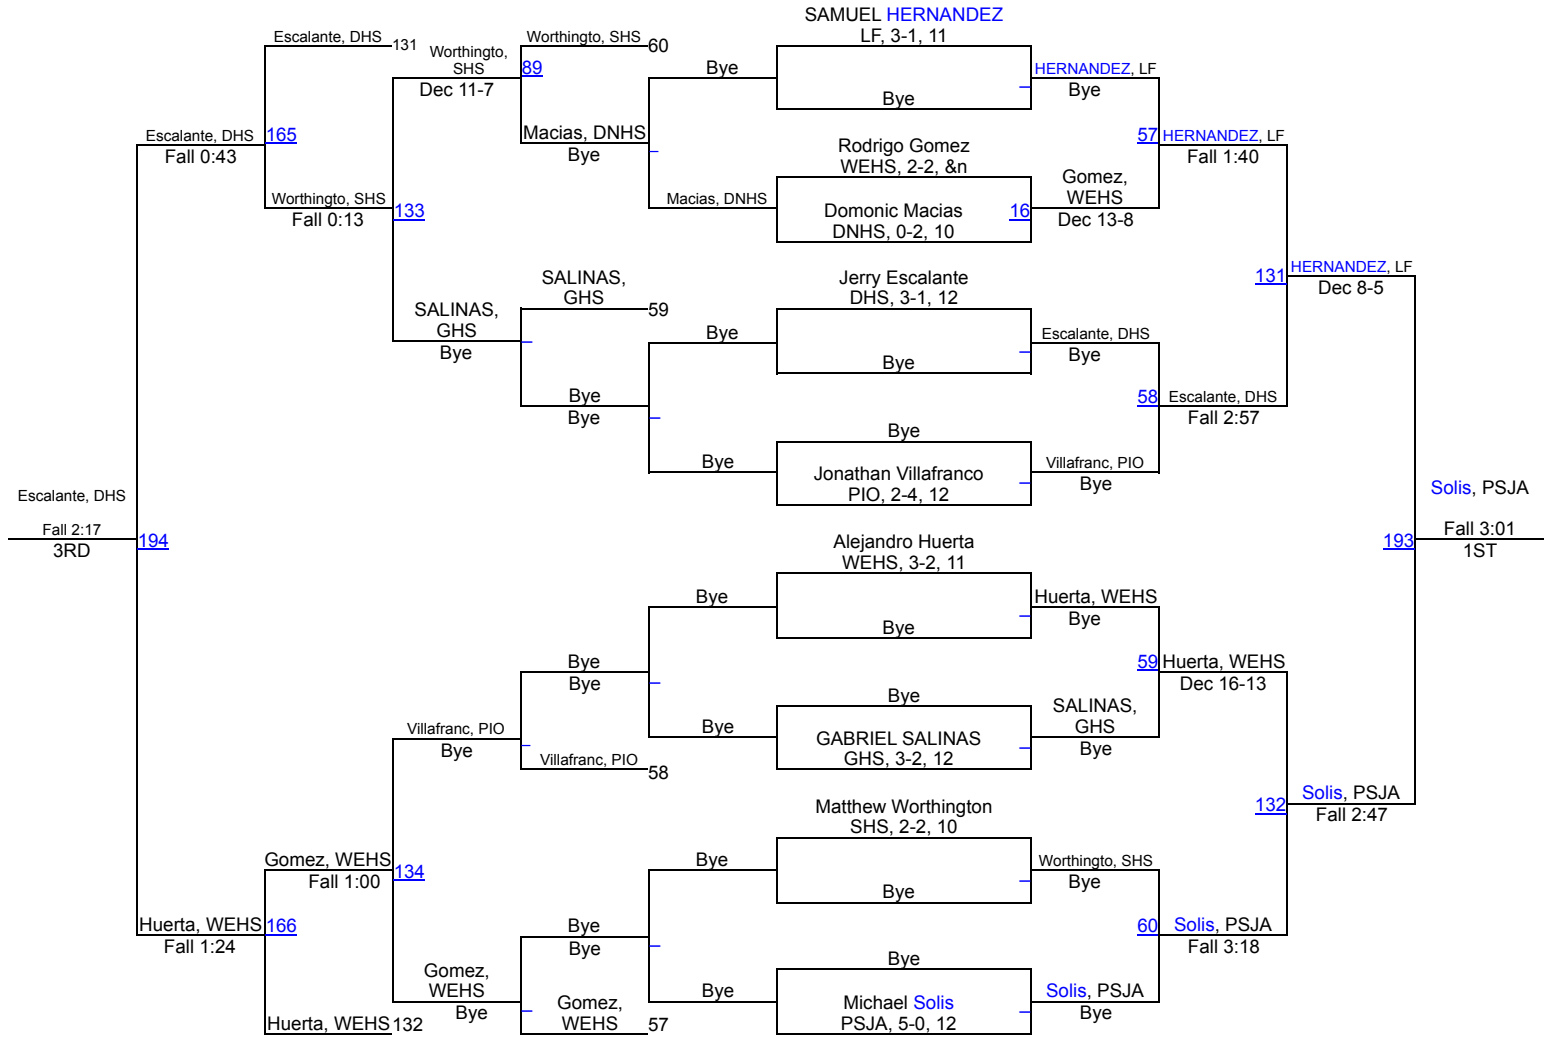 SAMUEL HERNANDEZ
LF, 3-1, 11
Bye
Rodrigo Gomez
WEHS, 2-2, &n
Domonic Macias
DNHS, 0-2, 10
16
Jerry Escalante
DHS, 3-1, 12
Bye
Bye
Jonathan Villafranco
PIO, 2-4, 12
Alejandro Huerta
WEHS, 3-2, 11
Bye
Bye
GABRIEL SALINAS
GHS, 3-2, 12
Matthew Worthington
SHS, 2-2, 10
Bye
Bye
Michael Solis
PSJA, 5-0, 12
HERNANDEZ, LF
Bye
57
Gomez,
WEHS
Dec 13-8
Escalante, DHS
Bye
58
Villafranc, PIO
Bye
Huerta, WEHS
Bye
59
SALINAS,
GHS
Bye
Worthingto, SHS
Bye
60
Solis, PSJA
Bye
HERNANDEZ, LF
Fall 1:40
131
Escalante, DHS
Fall 2:57
Huerta, WEHS
Dec 16-13
132
Solis, PSJA
Fall 3:18
HERNANDEZ, LF
Dec 8-5
193
Solis, PSJA
Fall 2:47
Solis, PSJA
Fall 3:01
1ST
Bye
Macias, DNHS
Bye
Bye
Bye
Bye
Bye
Bye
Worthingto, SHS
60
89
Macias, DNHS
Bye
SALINAS,
GHS
59
Bye
Bye
Bye
Bye
Villafranc, PIO
58
Bye
Bye
Gomez,
WEHS
57
Worthingto,
SHS
Dec 11-7
133
SALINAS,
GHS
Bye
Villafranc, PIO
Bye
134
Gomez,
WEHS
Bye
Escalante, DHS
131
165
Worthingto, SHS
Fall 0:13
Gomez, WEHS
Fall 1:00
166
Huerta, WEHS
132
Escalante, DHS
Fall 0:43
194
Huerta, WEHS
Fall 1:24
Escalante, DHS
Fall 2:17
3RD